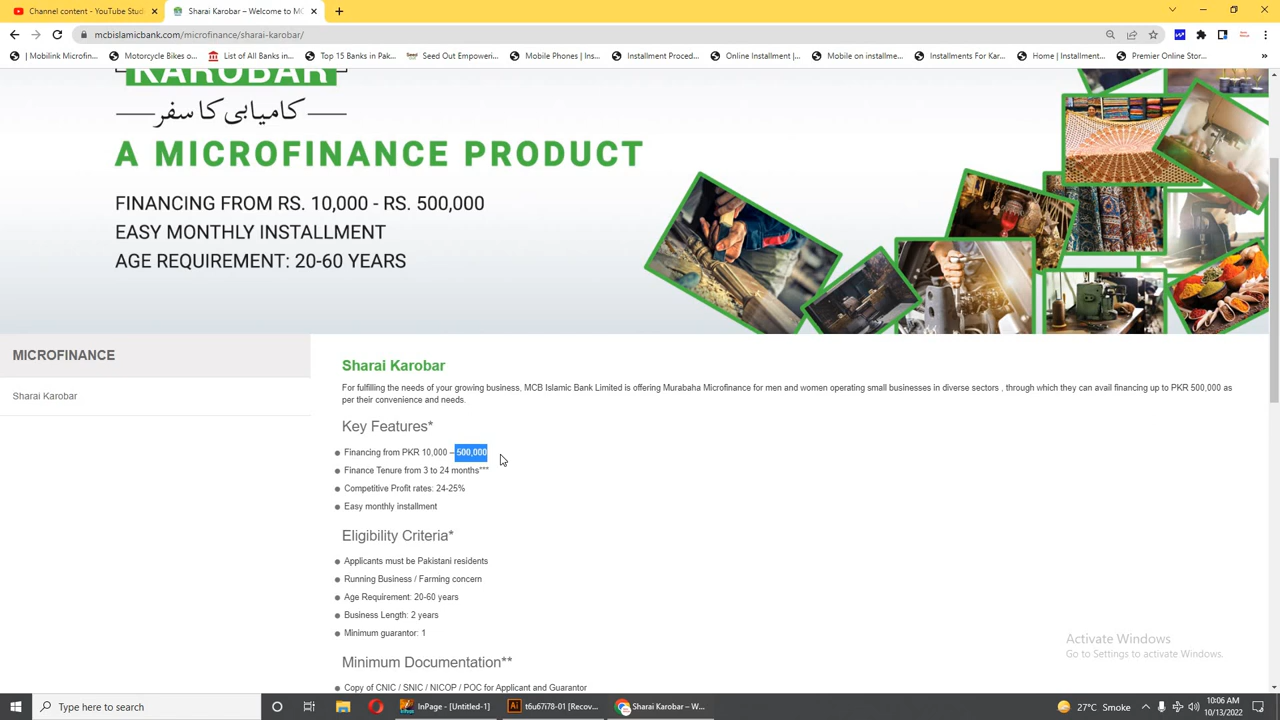 Channel content - YouTube Studi
Sharai Karobar – Welcome to MC
mcbislamicbank.com/microfinance/sharai-karobar/
| Mobilink Microfin...
Motorcycle Bikes o...
List of All Banks in...
Top 15 Banks in Pak...
Seed Out Empoweri...
Mobile Phones | Ins...
Installment Proced...
Online Installment |...
Mobile on installme...
Installments For Kar...
Home | Installment...
Premier Online Stor...
KAROBAR
کامیابی کا سفر
A MICROFINANCE PRODUCT
FINANCING FROM RS. 10,000 - RS. 500,000
EASY MONTHLY INSTALLMENT
AGE REQUIREMENT: 20-60 YEARS
MICROFINANCE
Sharai Karobar
Sharai Karobar
For fulfilling the needs of your growing business, MCB Islamic Bank Limited is offering Murabaha Microfinance for men and women operating small businesses in diverse sectors , through which they can avail financing up to PKR 500,000 as
per their convenience and needs.
Key Features*
Financing from PKR 10,000 – 500,000
Finance Tenure from 3 to 24 months***
Competitive Profit rates: 24-25%
Easy monthly installment
Eligibility Criteria*
Applicants must be Pakistani residents
Running Business / Farming concern
Age Requirement: 20-60 years
Business Length: 2 years
Minimum guarantor: 1
Minimum Documentation**
Copy of CNIC / SNIC / NICOP / POC for Applicant and Guarantor
Activate Windows
Go to Settings to activate Windows.
Type here to search
InPage - [Untitled-1]
t6u67i78-01 [Recov...
Sharai Karobar – W...
27°C Smoke
10:06 AM
10/13/2022